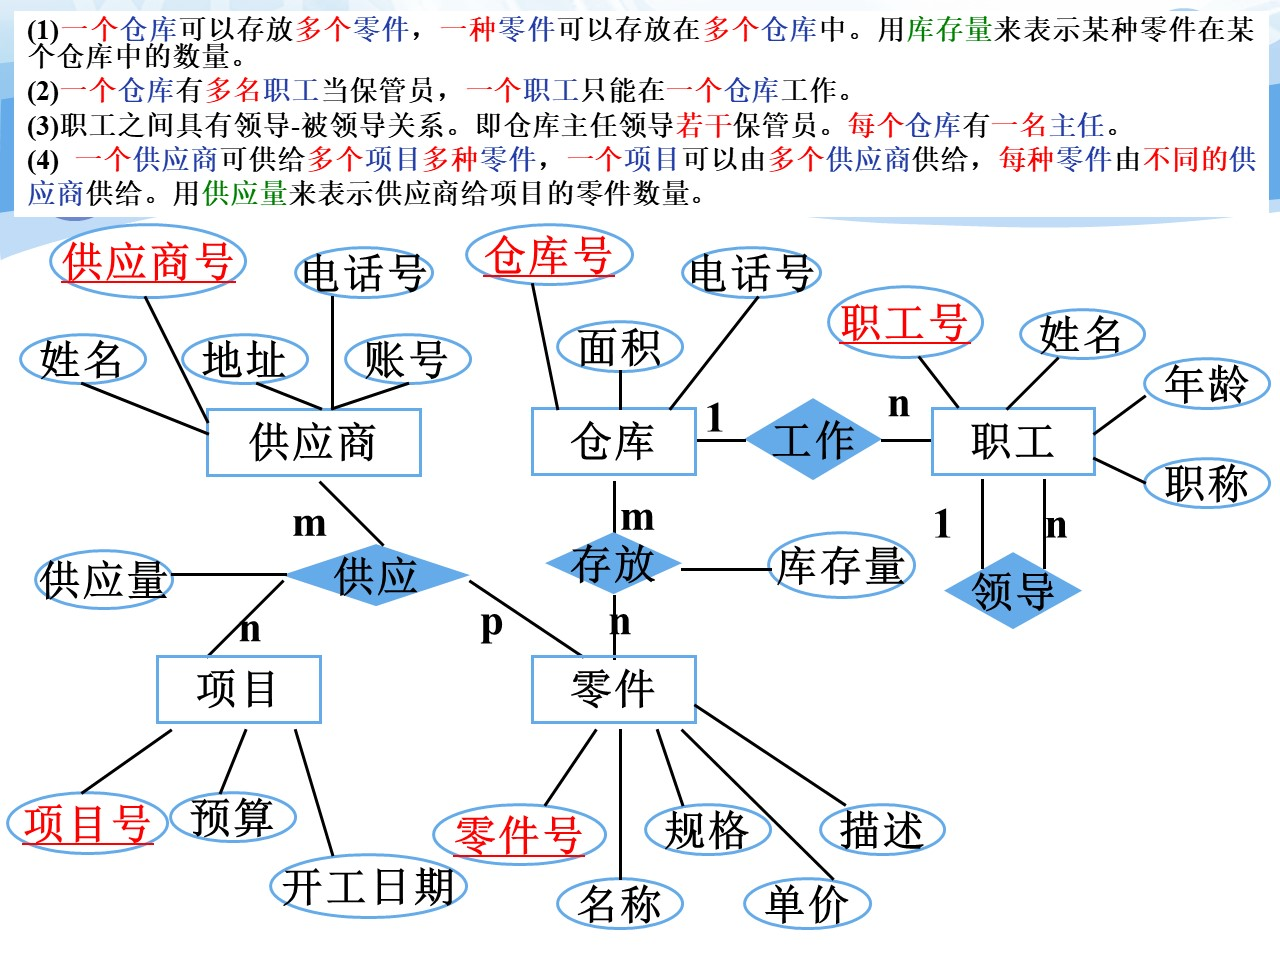 (1)一个仓库可以存放多个零件，一种零件可以存放在多个仓库中。用库存量来表示某种零件在某
个仓库中的数量。
(2)一个仓库有多名职工当保管员，一个职工只能在一个仓库工作。
(3)职工之间具有领导-被领导关系。即仓库主任领导若干保管员。每个仓库有一名主任。
(4) 一个供应商可供给多个项目多种零件，一个项目可以由多个供应商供给，每种零件由不同的供
应商供给。用供应量来表示供应商给项目的零件数量。
供应商号
电话号
仓库号
电话号
职工号
姓名
姓名
地址
账号
面积
年龄
供应商
仓库
1
工作
n
职工
职称
m
m
1
n
供应量
供应
存放
库存量
领导
n
p
n
项目
零件
项目号
预算
零件号
规格
描述
开工日期
名称
单价